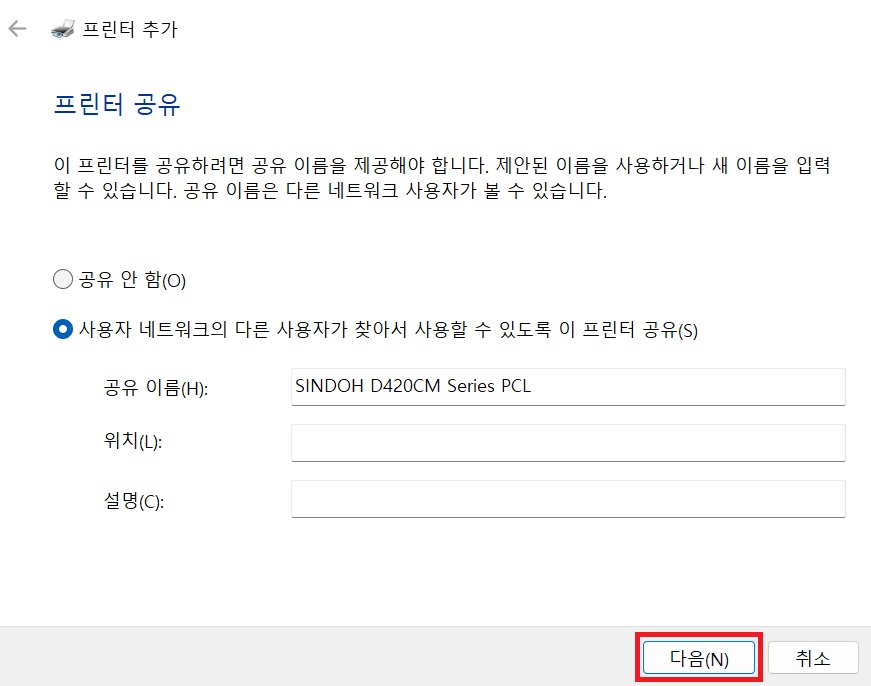 프린터 추가
프린터 공유
이 프린터를 공유하려면 공유 이름을 제공해야 합니다. 제안된 이름을 사용하거나 새 이름을 입력
할 수 있습니다. 공유 이름은 다른 네트워크 사용자가 볼 수 있습니다.
공유 안 함(O)
사용자 네트워크의 다른 사용자가 찾아서 사용할 수 있도록 이 프린터 공유(S)
공유 이름(H): SINDOH D420CM Series PCL
위치(L):
설명(C):
다음(N) 취소